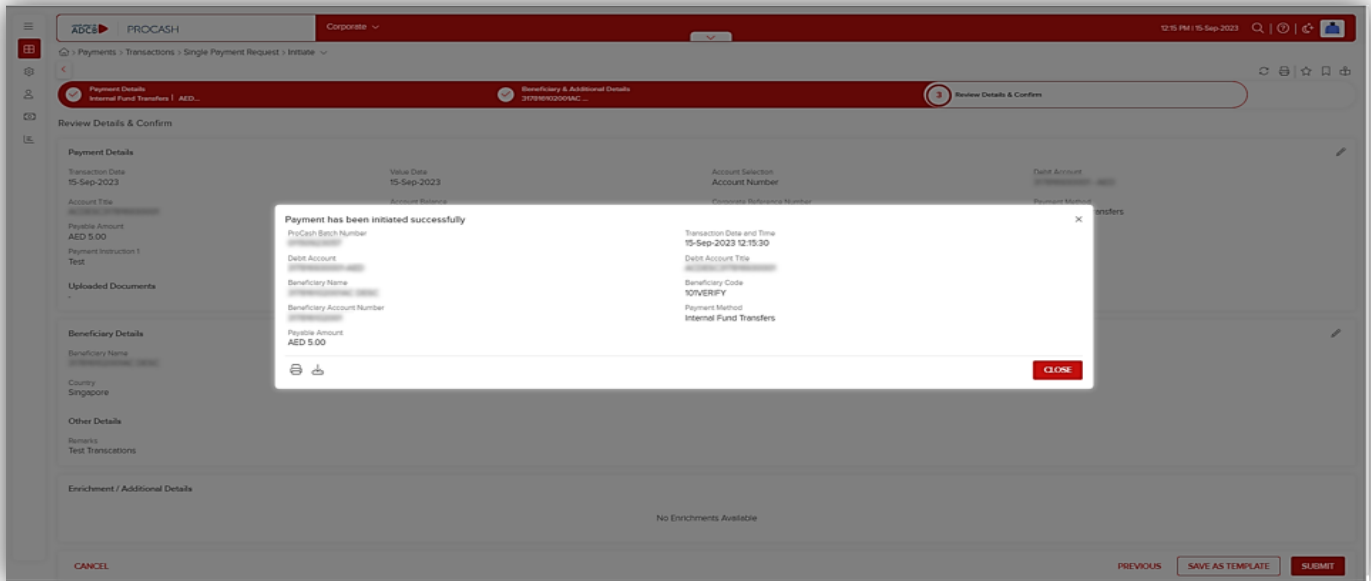 ADCB PROCASH
Corporate
12:15 PM | 15-Sep-2023
Payments > Transactions > Single Payment Request > Initiate
Payment Details
Internal Fund Transfers | AED...
Beneficiary & Additional Details
317818102001AC ...
3 Review Details & Confirm
Review Details & Confirm
Payment Details
Transaction Date
15-Sep-2023
Value Date
15-Sep-2023
Account Selection
Account Number
Debit Account
Account Title
Account Balance
Corporate Reference Number
Payment Method
nsfers
Payable Amount
AED 5.00
Payment Instruction 1
Test
Uploaded Documents
-
Payment has been initiated successfully
ProCash Batch Number
Transaction Date and Time
15-Sep-2023 12:15:30
Debit Account
Debit Account Title
Beneficiary Name
Beneficiary Code
101VERIFY
Beneficiary Account Number
Payment Method
Internal Fund Transfers
Payable Amount
AED 5.00
CLOSE
Beneficiary Details
Beneficiary Name
Country
Singapore
Other Details
Remarks
Test Transcations
Enrichment / Additional Details
No Enrichments Available
CANCEL
PREVIOUS
SAVE AS TEMPLATE
SUBMIT